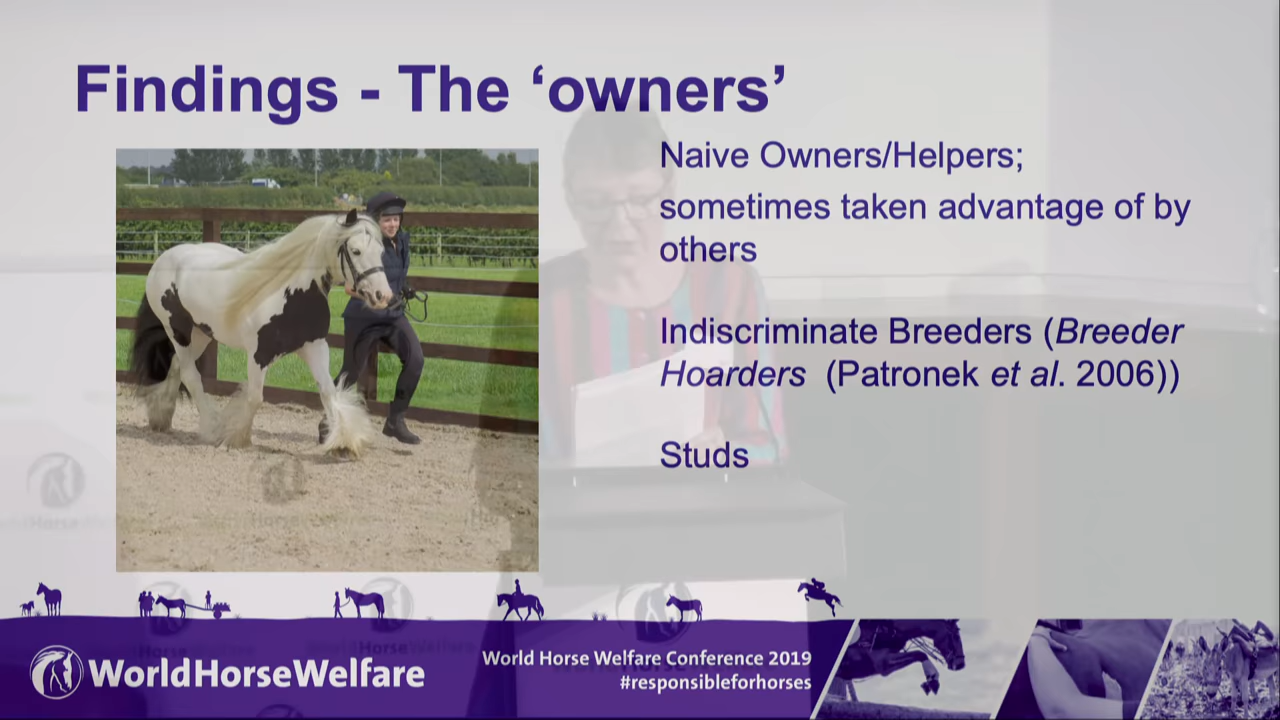 Findings - The ‘owners’
Naive Owners/Helpers;
sometimes taken advantage of by
others
Indiscriminate Breeders (Breeder
Hoarders (Patronek et al. 2006))
Studs
WorldHorseWelfare
World Horse Welfare Conference 2019
#responsibleforhorses